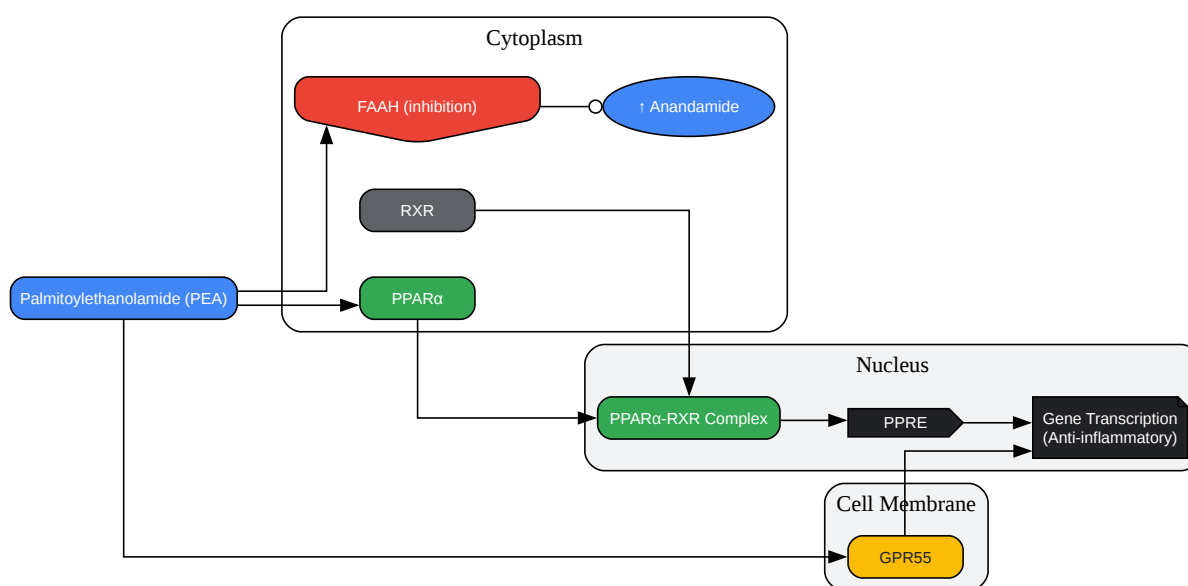 Cytoplasm
FAAH (inhibition)
↑ Anandamide
RXR
Palmitoylethanolamide (PEA)
PPARα
Nucleus
PPARα-RXR Complex
PPRE
Gene Transcription
(Anti-inflammatory)
Cell Membrane
GPR55